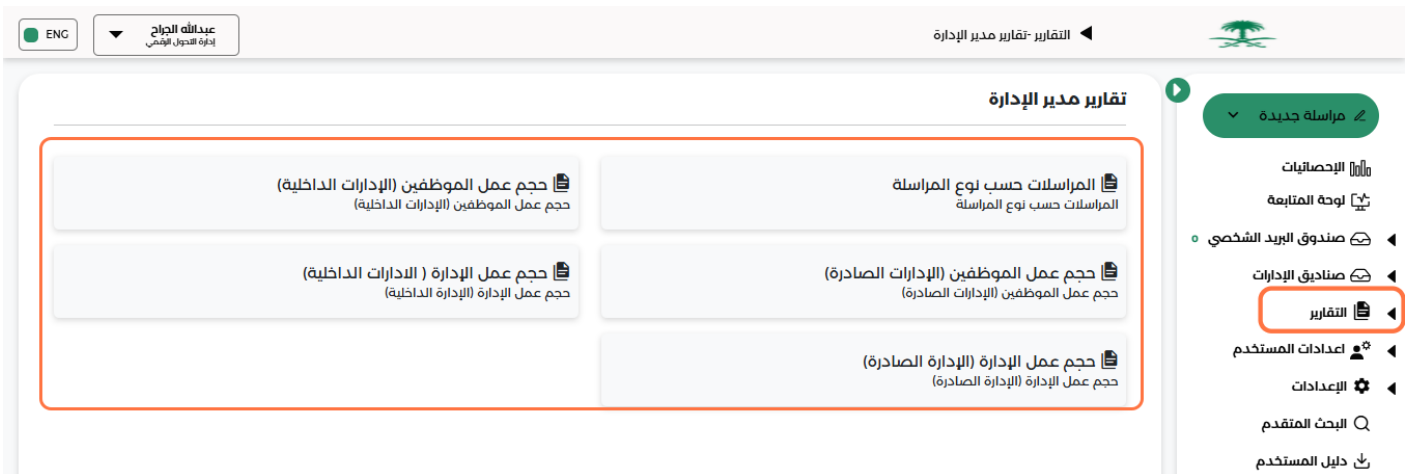 التقارير -تقارير مدير الإدارة
عبدالله الجراح
إدارة التحول الرقمي
ENG
مراسلة جديدة
الإحصائيات
لوحة المتابعة
صندوق البريد الشخصي
صناديق الإدارات
التقارير
اعدادات المستخدم
الإعدادات
البحث المتقدم
دليل المستخدم
تقارير مدير الإدارة
المراسلات حسب نوع المراسلة
المراسلات حسب نوع المراسلة
حجم عمل الموظفين (الإدارات الداخلية)
حجم عمل الموظفين (الإدارات الداخلية)
حجم عمل الموظفين (الإدارات الصادرة)
حجم عمل الموظفين (الإدارات الصادرة)
حجم عمل الإدارة ( الادارات الداخلية)
حجم عمل الإدارة (الإدارة الداخلية)
حجم عمل الإدارة (الإدارة الصادرة)
حجم عمل الإدارة (الإدارة الصادرة)